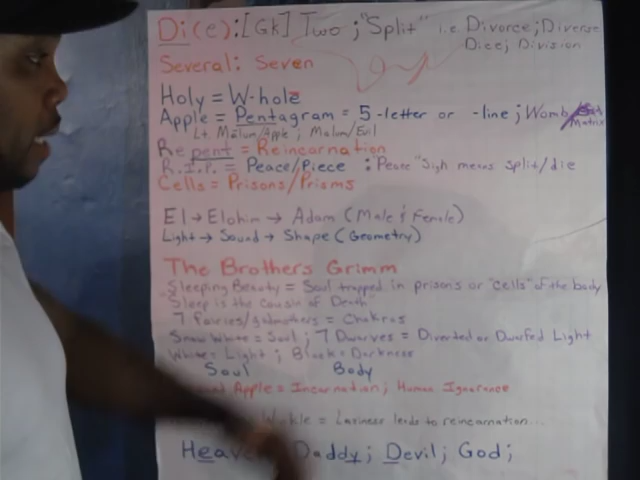 Di(e):[Gk] Two ; "Split" i.e. Divorce; Diverse
Dice; Division
Several: Seven
Holy = W-hole
Apple = Pentagram = 5-letter or -line ; Womb/
Matrix
Lt Malum/Apple ; Malum/Evil
Repent = Reincarnation
R.I.P. = Peace/Piece : "Peace" Sign means split/die
Cells = Prisons/Prisms
El → Elohim → Adam (Male & Female)
Light → Sound → Shape (Geometry)
The Brothers Grimm
Sleeping Beauty = Soul trapped in prisons or "cells" of the body
"Sleep is the cousin of Death"
7 Fairies/godmothers = Chakras
Snow White = Soul ; 7 Dwarves = Diverted or Dwarfed Light
White = Light ; Black = Darkness
Soul Body
Apple = Incarnation; Human Ignorance
Winkle = Laziness leads to reincarnation...
Heaven Daddy; Devil; God;